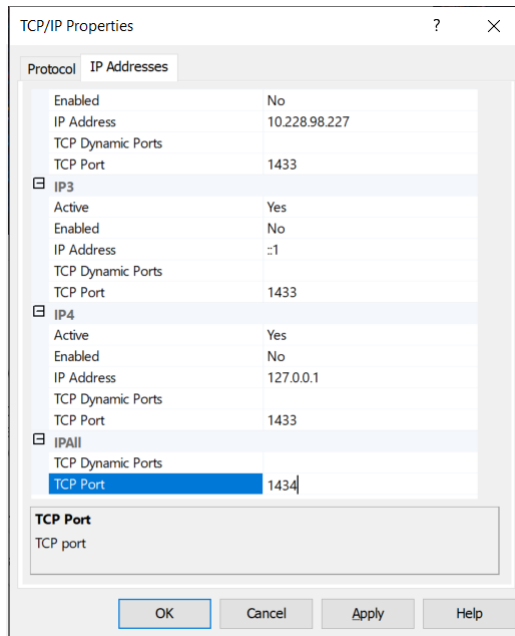 TCP/IP Properties ?
Protocol IP Addresses
Enabled No
IP Address 10.228.98.227
TCP Dynamic Ports
TCP Port 1433
IP3
Active Yes
Enabled No
IP Address ::1
TCP Dynamic Ports
TCP Port 1433
IP4
Active Yes
Enabled No
IP Address 127.0.0.1
TCP Dynamic Ports
TCP Port 1433
IPAll
TCP Dynamic Ports
TCP Port 1434
TCP Port
TCP port
OK Cancel Apply Help